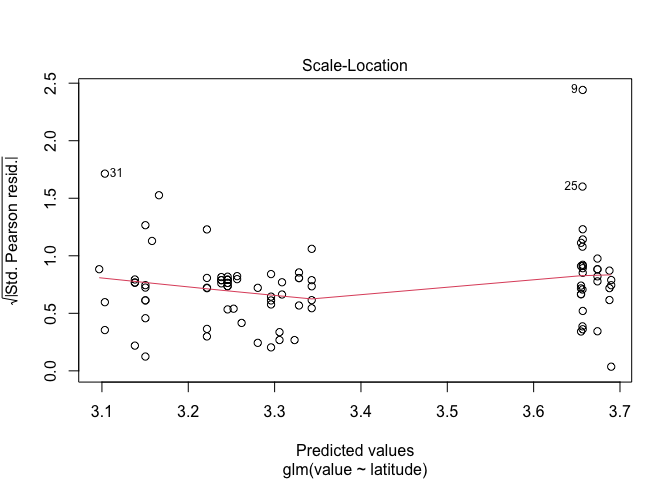 Scale-Location
√|Std. Pearson resid.|
2.5
2.0
1.5
1.0
0.5
0.0
9
25
31
3.1 3.2 3.3 3.4 3.5 3.6 3.7
Predicted values
glm(value ~ latitude)